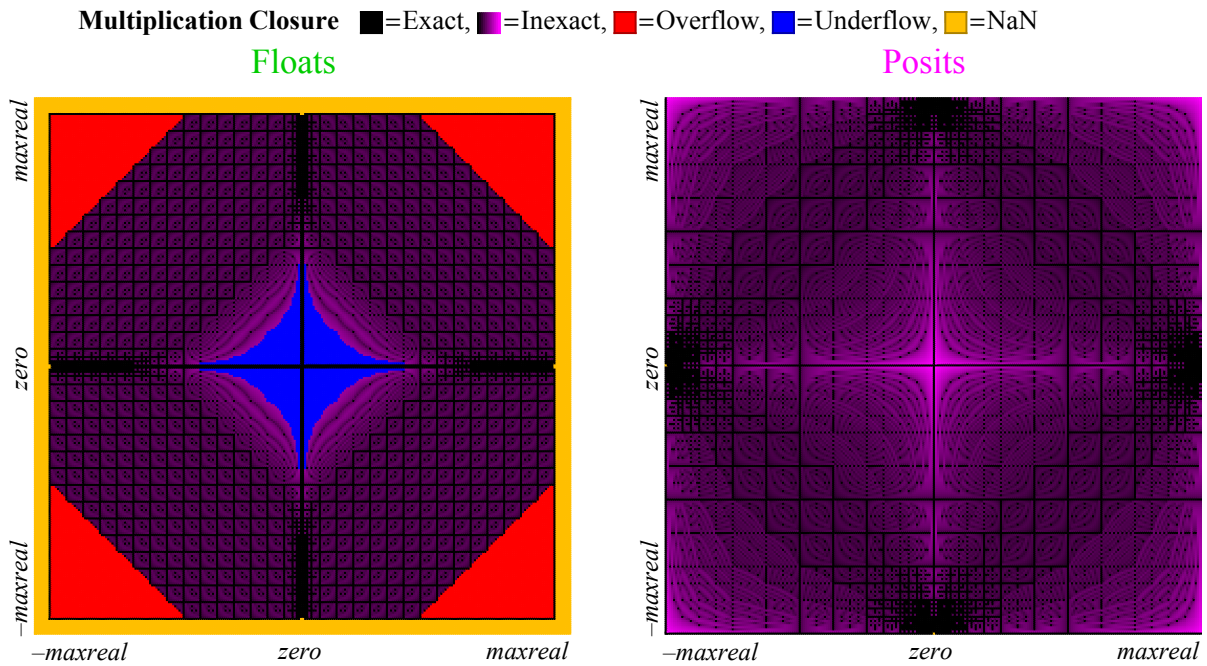 Multiplication Closure =Exact, =Inexact, =Overflow, =Underflow, =NaN
Floats
Posits
maxreal
zero
–maxreal
–maxreal zero maxreal
maxreal
zero
–maxreal
–maxreal zero maxreal